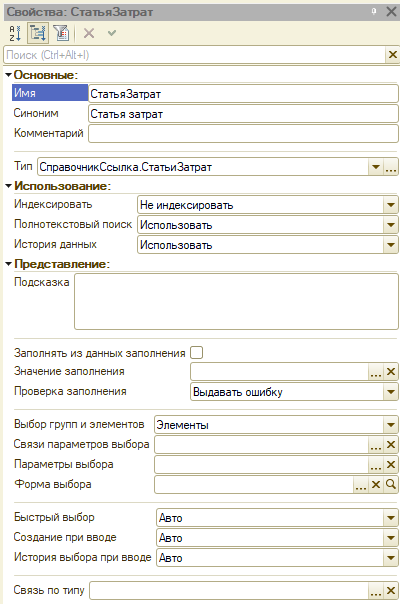 Свойства: СтатьяЗатрат
Поиск (Ctrl+Alt+I)
Основные:
Имя СтатьяЗатрат
Синоним Статья затрат
Комментарий
Тип СправочникСсылка.СтатьиЗатрат
Использование:
Индексировать Не индексировать
Полнотекстовый поиск Использовать
История данных Использовать
Представление:
Подсказка
Заполнять из данных заполнения
Значение заполнения
Проверка заполнения Выдавать ошибку
Выбор групп и элементов Элементы
Связи параметров выбора
Параметры выбора
Форма выбора
Быстрый выбор Авто
Создание при вводе Авто
История выбора при вводе Авто
Связь по типу